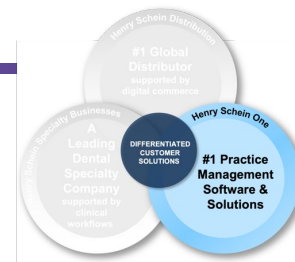 Henry Schein Distribution
#1 Global
Distributor
supported by
digital commerce
Henry Schein Specialty Businesses
A
Leading
Dental
Specialty
Company
supported by
clinical
workflows
DIFFERENTIATED
CUSTOMER
SOLUTIONS
Henry Schein One
#1 Practice
Management
Software &
Solutions